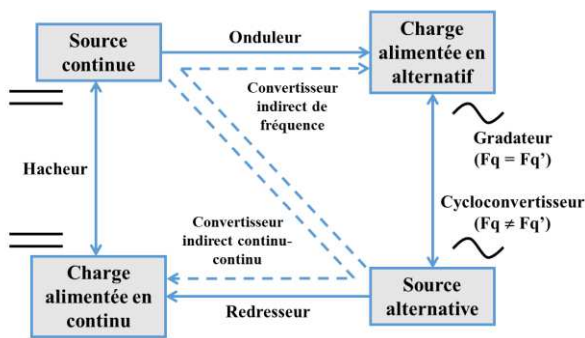 Source
continue
Onduleur
Charge
alimentée en
alternatif
Convertisseur
indirect de
fréquence
Gradateur
(Fq = Fq’)
Hacheur
Cycloconvertisseur
(Fq ≠ Fq’)
Convertisseur
indirect continu-
continu
Charge
alimentée en
continu
Redresseur
Source
alternative